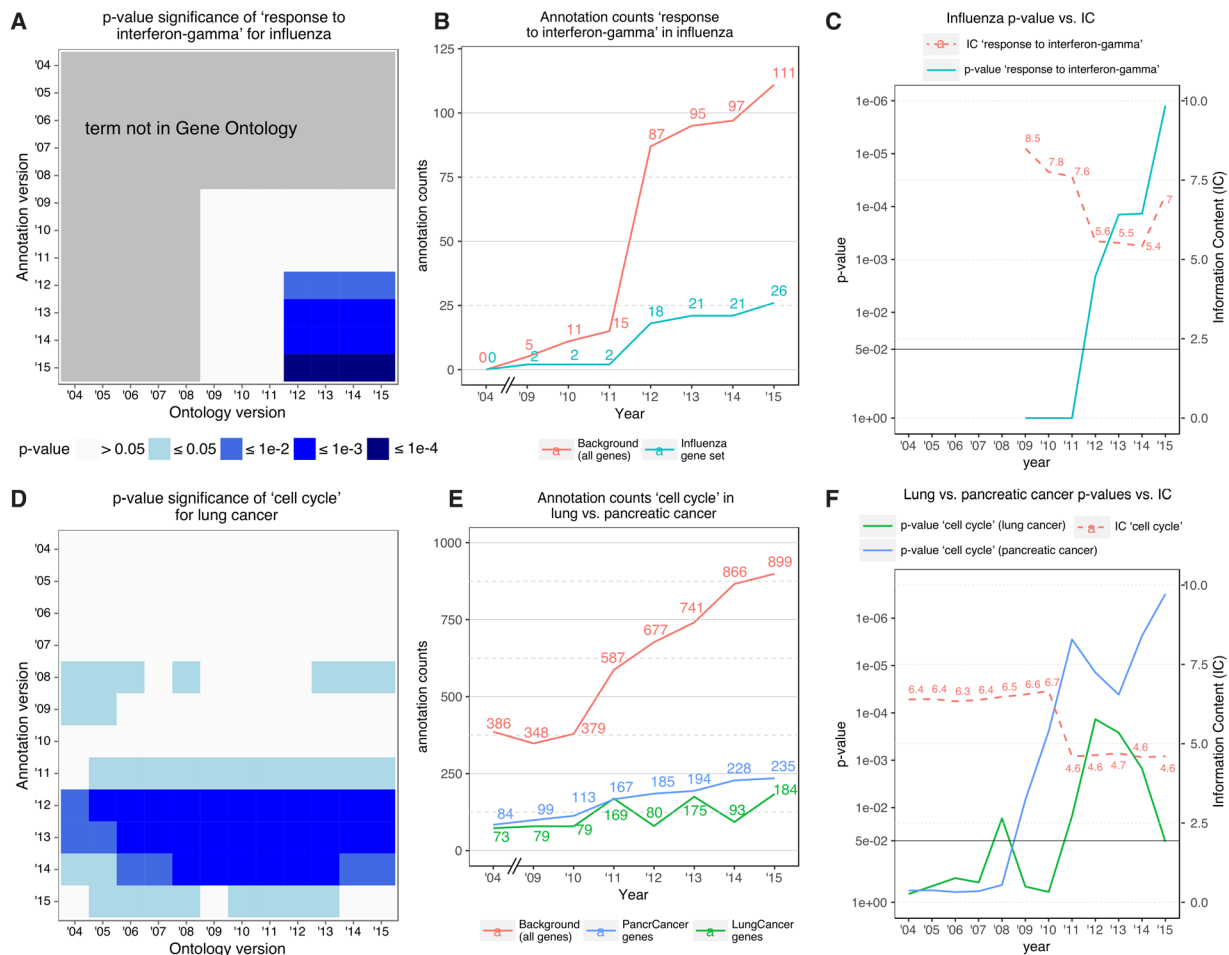 A
p-value significance of ‘response to
interferon-gamma’ for influenza
term not in Gene Ontology
Annotation version
'04
'05
'06
'07
'08
'09
'10
'11
'12
'13
'14
'15
'04 '05 '06 '07 '08 '09 '10 '11 '12 '13 '14 '15
Ontology version
p-value > 0.05 ≤ 0.05 ≤ 1e-2 ≤ 1e-3 ≤ 1e-4
B
Annotation counts ‘response
to interferon-gamma’ in influenza
annotation counts
125
100
75
50
25
0
0 5 11 15 87 95 97 111
0 2 2 2 18 21 21 26
'04 '09 '10 '11 '12 '13 '14 '15
Year
a Background
(all genes)
a Influenza
gene set
C
Influenza p-value vs. IC
a IC ‘response to interferon-gamma’
p-value ‘response to interferon-gamma’
p-value
1e-06
1e-05
1e-04
1e-03
1e-02
5e-02
1e+00
8.5 7.8 7.6 5.6 5.5 5.4 7
10.0
7.5
5.0
2.5
0.0
Information Content (IC)
'04 '05 '06 '07 '08 '09 '10 '11 '12 '13 '14 '15
year
D
p-value significance of ‘cell cycle’
for lung cancer
Annotation version
'04
'05
'06
'07
'08
'09
'10
'11
'12
'13
'14
'15
'04 '05 '06 '07 '08 '09 '10 '11 '12 '13 '14 '15
Ontology version
E
Annotation counts ‘cell cycle’ in
lung vs. pancreatic cancer
annotation counts
1000
750
500
250
0
386 348 379 587 677 741 866 899
84 99 113 167 185 194 228 235
73 79 79 169 80 175 93 184
'04 '09 '10 '11 '12 '13 '14 '15
Year
a Background
(all genes)
a PancrCancer
genes
a LungCancer
genes
F
Lung vs. pancreatic cancer p-values vs. IC
p-value ‘cell cycle’ (lung cancer) a IC ‘cell cycle’
p-value ‘cell cycle’ (pancreatic cancer)
p-value
1e-06
1e-05
1e-04
1e-03
1e-02
5e-02
1e+00
6.4 6.4 6.3 6.4 6.5 6.6 6.7 4.6 4.6 4.7 4.6 4.6
10.0
7.5
5.0
2.5
0.0
Information Content (IC)
'04 '05 '06 '07 '08 '09 '10 '11 '12 '13 '14 '15
year